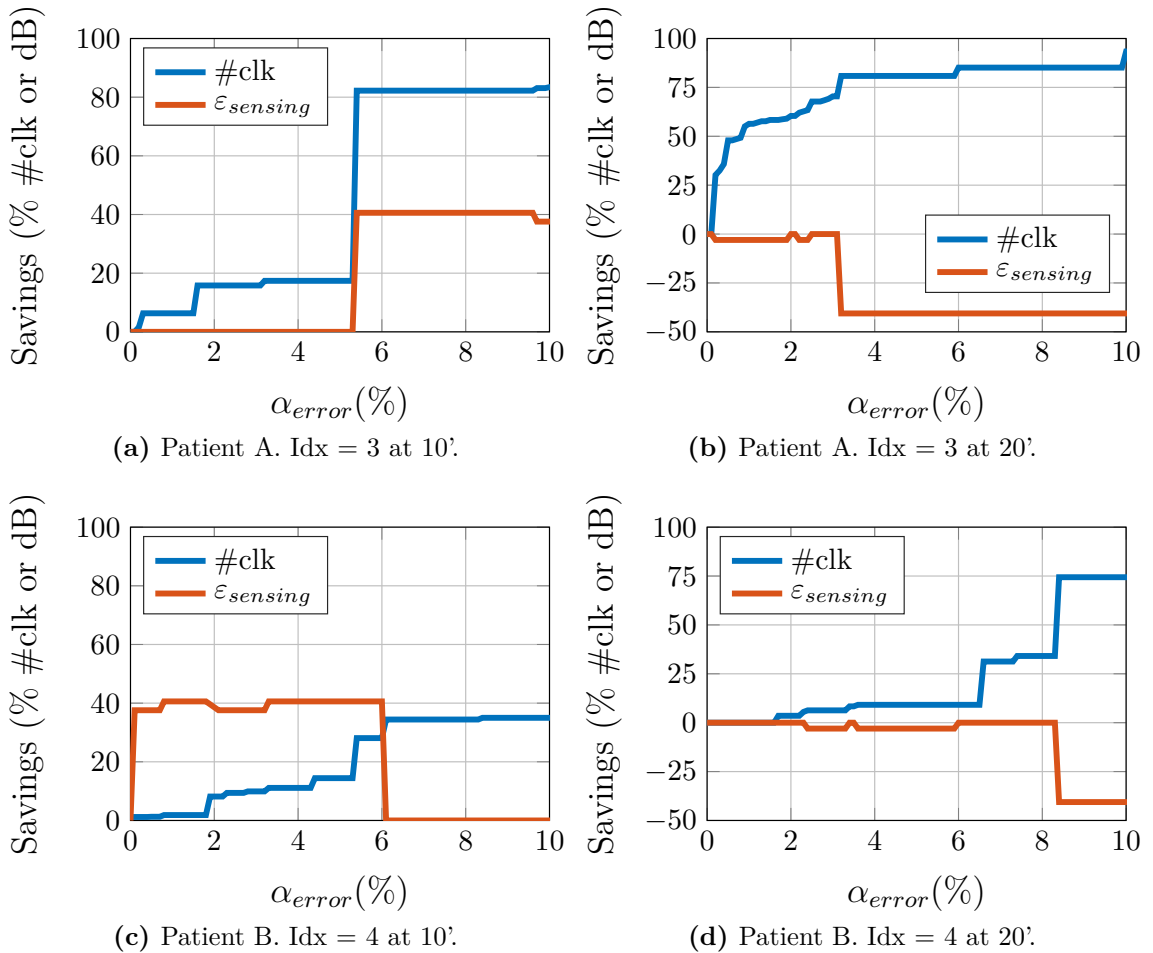 100
80
60
40
20
0
0 2 4 6 8 10
Savings (% #clk or dB)
#clk
εsensing
αerror(%)
(a) Patient A. Idx = 3 at 10’.
100
75
50
25
0
−25
−50
0 2 4 6 8 10
Savings (% #clk or dB)
#clk
εsensing
αerror(%)
(b) Patient A. Idx = 3 at 20’.
100
80
60
40
20
0
0 2 4 6 8 10
Savings (% #clk or dB)
#clk
εsensing
αerror(%)
(c) Patient B. Idx = 4 at 10’.
100
75
50
25
0
−25
−50
0 2 4 6 8 10
Savings (% #clk or dB)
#clk
εsensing
αerror(%)
(d) Patient B. Idx = 4 at 20’.